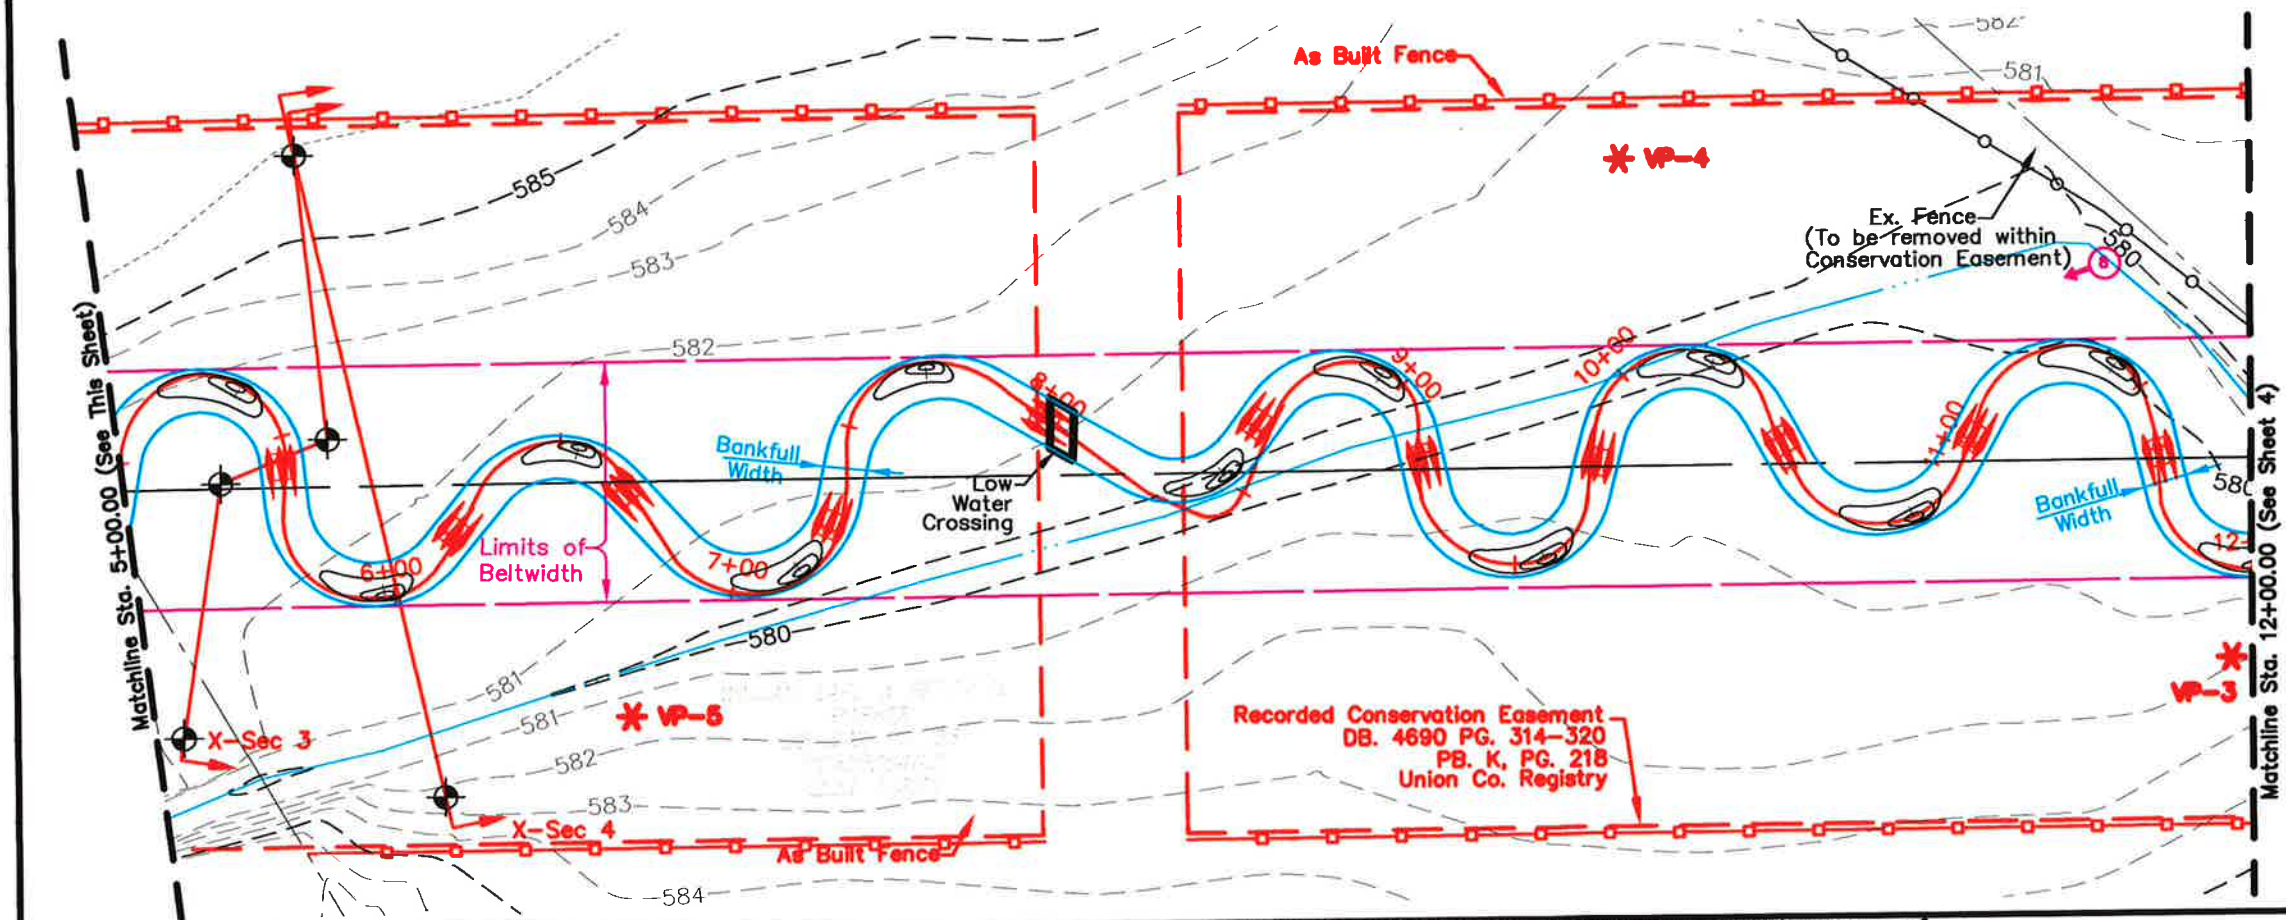 582
As Built Fence
581
VP-4
585
584
583
Ex. Fence
(To be removed within
Conservation Easement)
580
8
582
Matchline Sta. 5+00.00 (See This Sheet)
8+00
9+00
10+00
11+00
Bankfull
Width
Low
Water
Crossing
Bankfull
Width
580
Limits of
Beltwidth
6+00
7+00
12+
Matchline Sta. 12+00.00 (See Sheet 4)
580
581
581
VP-5
VP-3
X-Sec 3
582
583
X-Sec 4
Recorded Conservation Easement
DB. 4690 PG. 314-320
PB. K, PG. 218
Union Co. Registry
As Built Fence
584